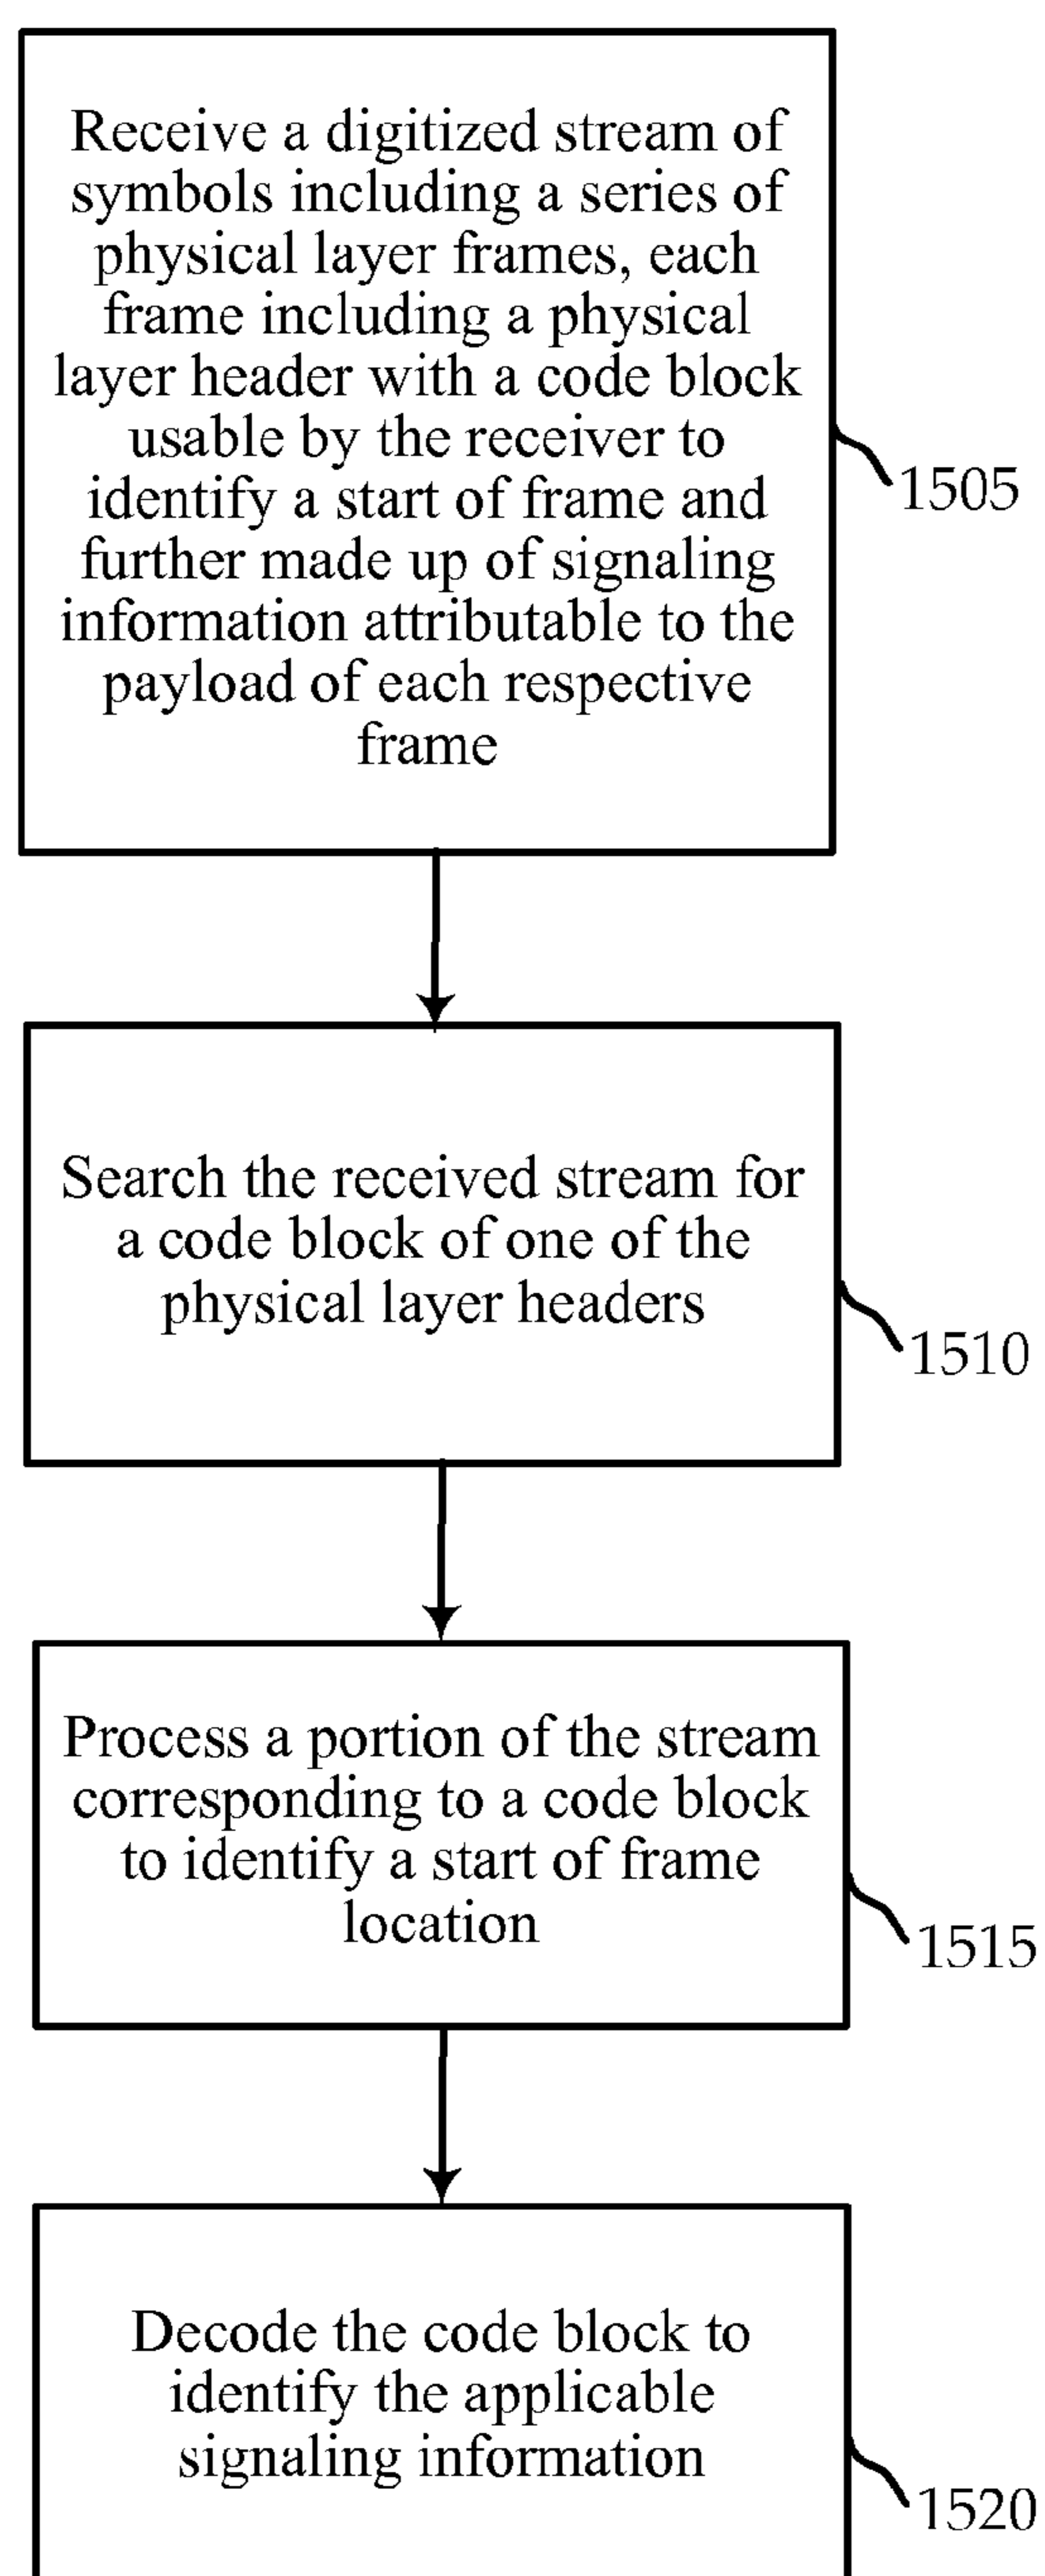 Receive a digitized stream of
symbols including a series of
physical layer frames, each
frame including a physical
layer header with a code block
usable by the receiver to
identify a start of frame and
further made up of signaling
information attributable to the
payload of each respective
frame
1505
Search the received stream for
a code block of one of the
physical layer headers
1510
Process a portion of the stream
corresponding to a code block
to identify a start of frame
location
1515
Decode the code block to
identify the applicable
signaling information
1520